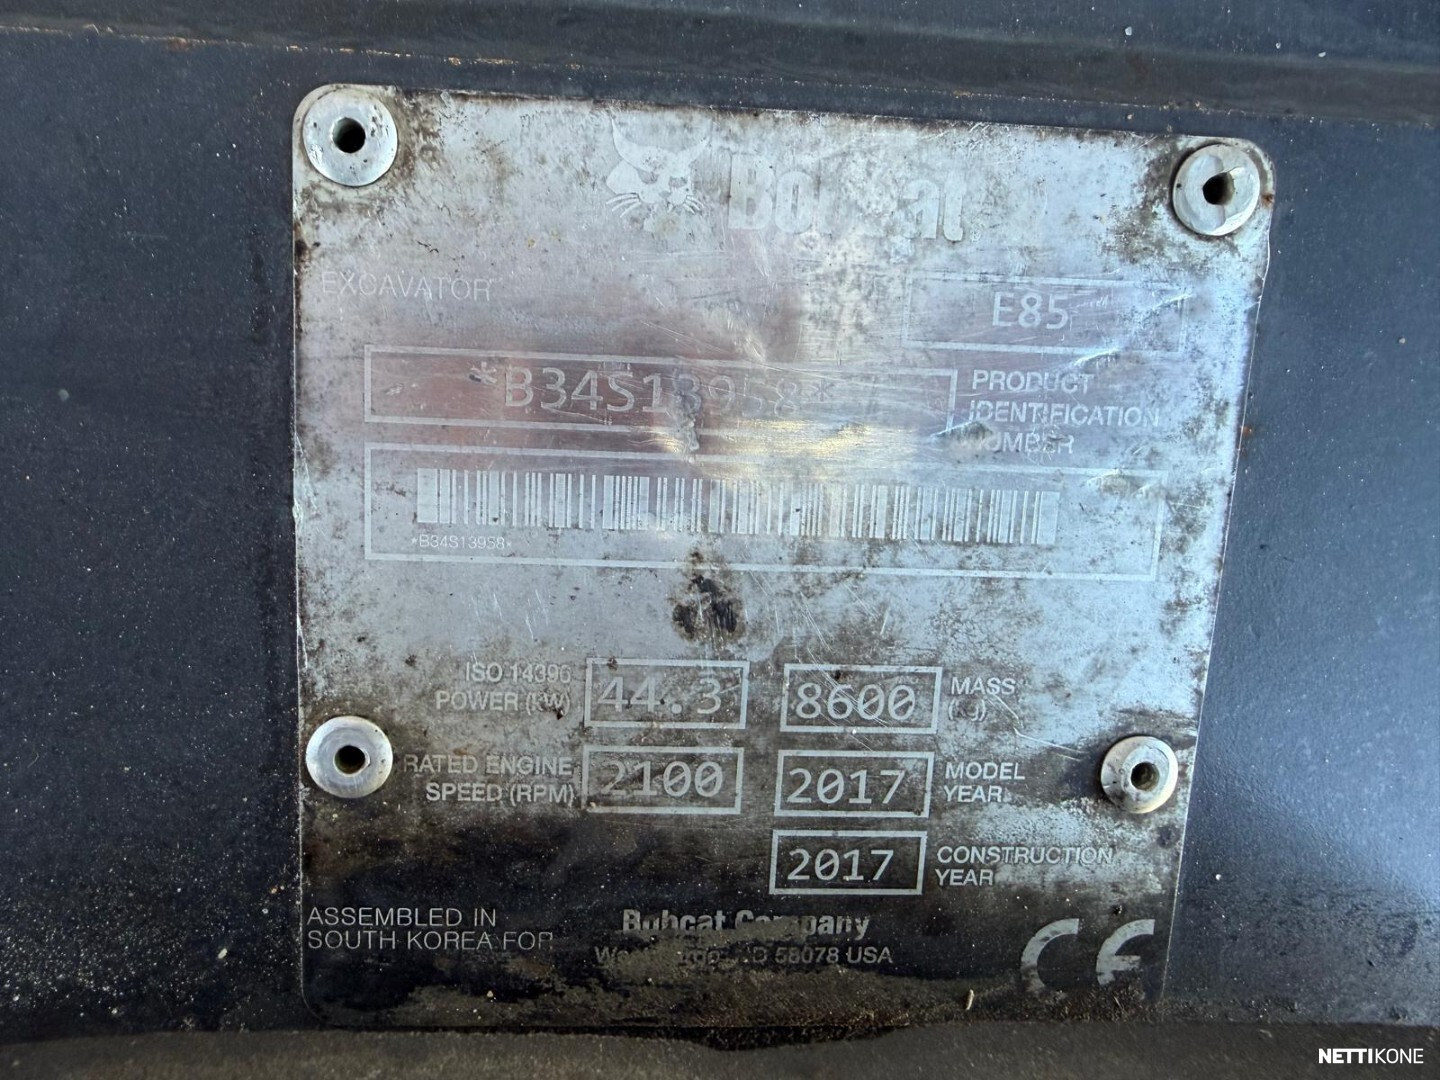 Bobcat
EXCAVATOR
E85
*B34S13958*
PRODUCT
IDENTIFICATION
NUMBER
*B34S13958*
ISO 14396
POWER (kW)
44.3
8600
MASS
(kg)
RATED ENGINE
SPEED (RPM)
2100
2017
MODEL
YEAR
2017
CONSTRUCTION
YEAR
ASSEMBLED IN
SOUTH KOREA FOR
Bobcat Company
ND 58078 USA
CE
NETTIKONE